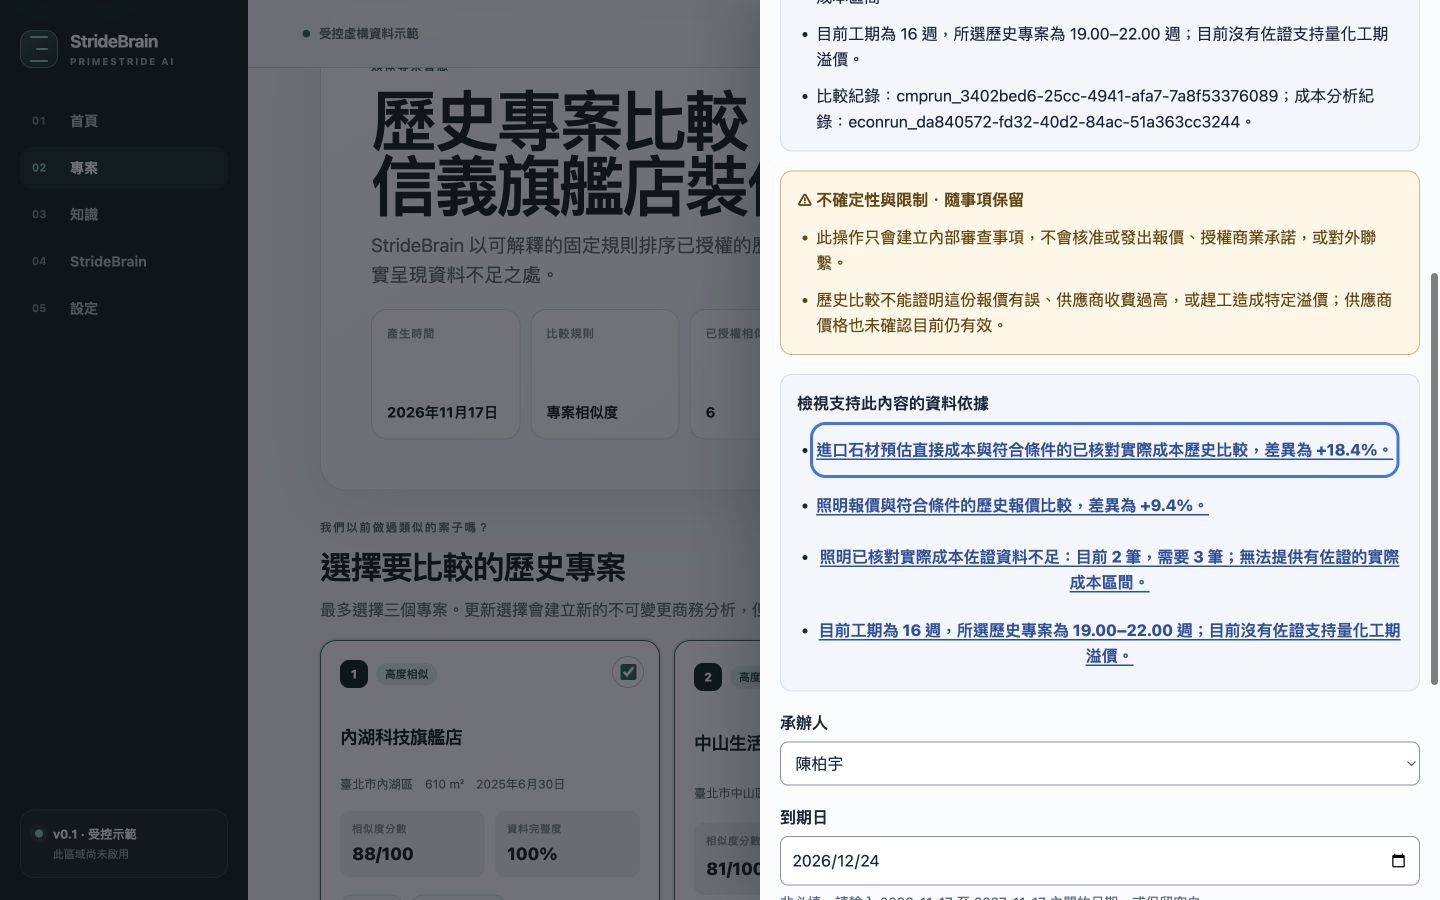 StrideBrain
PRIMESTRIDE AI
01 首頁
02 專案
03 知識
04 StrideBrain
05 設定
v0.1 · 受控示範
此區域尚未啟用
受控虛構資料示範
歷史專案比較
信義旗艦店裝
StrideBrain 以可解釋的固定規則排序已授權的
實呈現資料不足之處。
產生時間
2026年11月17日
比較規則
專案相似度
已授權相
6
我們以前做過類似的案子嗎？
選擇要比較的歷史專案
最多選擇三個專案。更新選擇會建立新的不可變更商務分析，
1 高度相似
內湖科技旗艦店
臺北市內湖區 610 m² 2025年6月30日
相似度分數
88/100
資料完整度
100%
2 高度
中山生活
臺北市中山
相似度分數
81/100
• 目前工期為 16 週，所選歷史專案為 19.00–22.00 週；目前沒有佐證支持量化工期
溢價。
• 比較紀錄：cmprun_3402bed6-25cc-4941-afa7-7a8f53376089；成本分析紀
錄：econrun_da840572-fd32-40d2-84ac-51a363cc3244。
⚠ 不確定性與限制 · 隨事項保留
• 此操作只會建立內部審查事項，不會核准或發出報價、授權商業承諾，或對外聯
繫。
• 歷史比較不能證明這份報價有誤、供應商收費過高，或趕工造成特定溢價；供應商
價格也未確認目前仍有效。
檢視支持此內容的資料依據
• 進口石材預估直接成本與符合條件的已核對實際成本歷史比較，差異為 +18.4%。
• 照明報價與符合條件的歷史報價比較，差異為 +9.4%。
• 照明已核對實際成本佐證資料不足：目前 2 筆，需要 3 筆；無法提供有佐證的實際
成本區間。
• 目前工期為 16 週，所選歷史專案為 19.00–22.00 週；目前沒有佐證支持量化工期
溢價。
承辦人
陳柏宇
到期日
2026/12/24